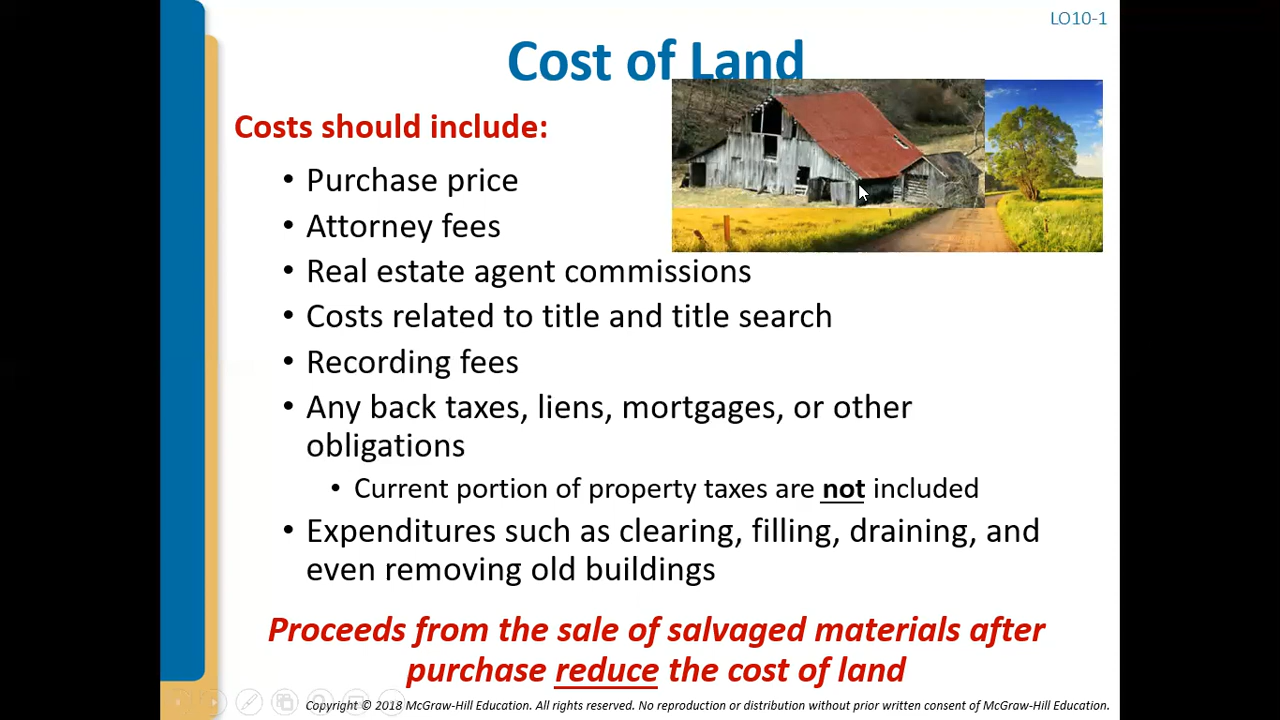 LO10-1
Cost of Land
Costs should include:
• Purchase price
• Attorney fees
• Real estate agent commissions
• Costs related to title and title search
• Recording fees
• Any back taxes, liens, mortgages, or other
obligations
• Current portion of property taxes are not included
• Expenditures such as clearing, filling, draining, and
even removing old buildings
Proceeds from the sale of salvaged materials after
purchase reduce the cost of land
Copyright © 2018 McGraw-Hill Education. All rights reserved. No reproduction or distribution without prior written consent of McGraw-Hill Education.